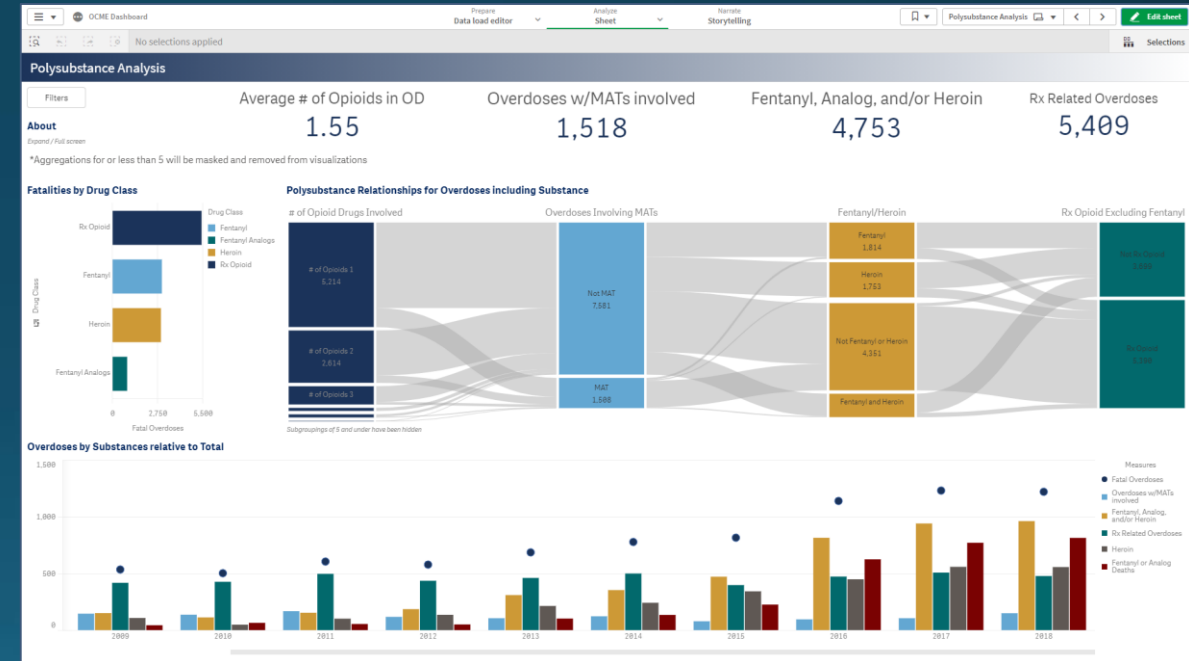 OCME Dashboard
Prepare
Data load editor
Analyze
Sheet
Narrate
Storytelling
Polysubstance Analysis
Edit sheet
No selections applied
Selections
Polysubstance Analysis
Filters
About
Expand / Full screen
*Aggregations for or less than 5 will be masked and removed from visualizations
Average # of Opioids in OD
1.55
Overdoses w/MATs involved
1,518
Fentanyl, Analog, and/or Heroin
4,753
Rx Related Overdoses
5,409
Fatalities by Drug Class
Drug Class
Rx Opioid
Fentanyl
Heroin
Fentanyl Analogs
0
2,750
5,500
Fatal Overdoses
Drug Class
Fentanyl
Fentanyl Analogs
Heroin
Rx Opioid
Polysubstance Relationships for Overdoses including Substance
# of Opioid Drugs Involved
Overdoses Involving MATs
Fentanyl/Heroin
Rx Opioid Excluding Fentanyl
# of Opioids 1
5,214
# of Opioids 2
2,614
# of Opioids 3
Not MAT
7,581
MAT
Fentanyl
1,814
Heroin
1,753
Not Fentanyl or Heroin
4,351
Fentanyl and Heroin
Not Rx Opioid
Rx Opioid
Subgroupings of 5 and under have been hidden
Overdoses by Substances relative to Total
1,500
1,000
500
0
2009
2010
2011
2012
2013
2014
2015
2016
2017
2018
Measures
Fatal Overdoses
Overdoses w/MATs
involved
Fentanyl, Analog,
and/or Heroin
Rx Related Overdoses
Heroin
Fentanyl or Analog
Deaths